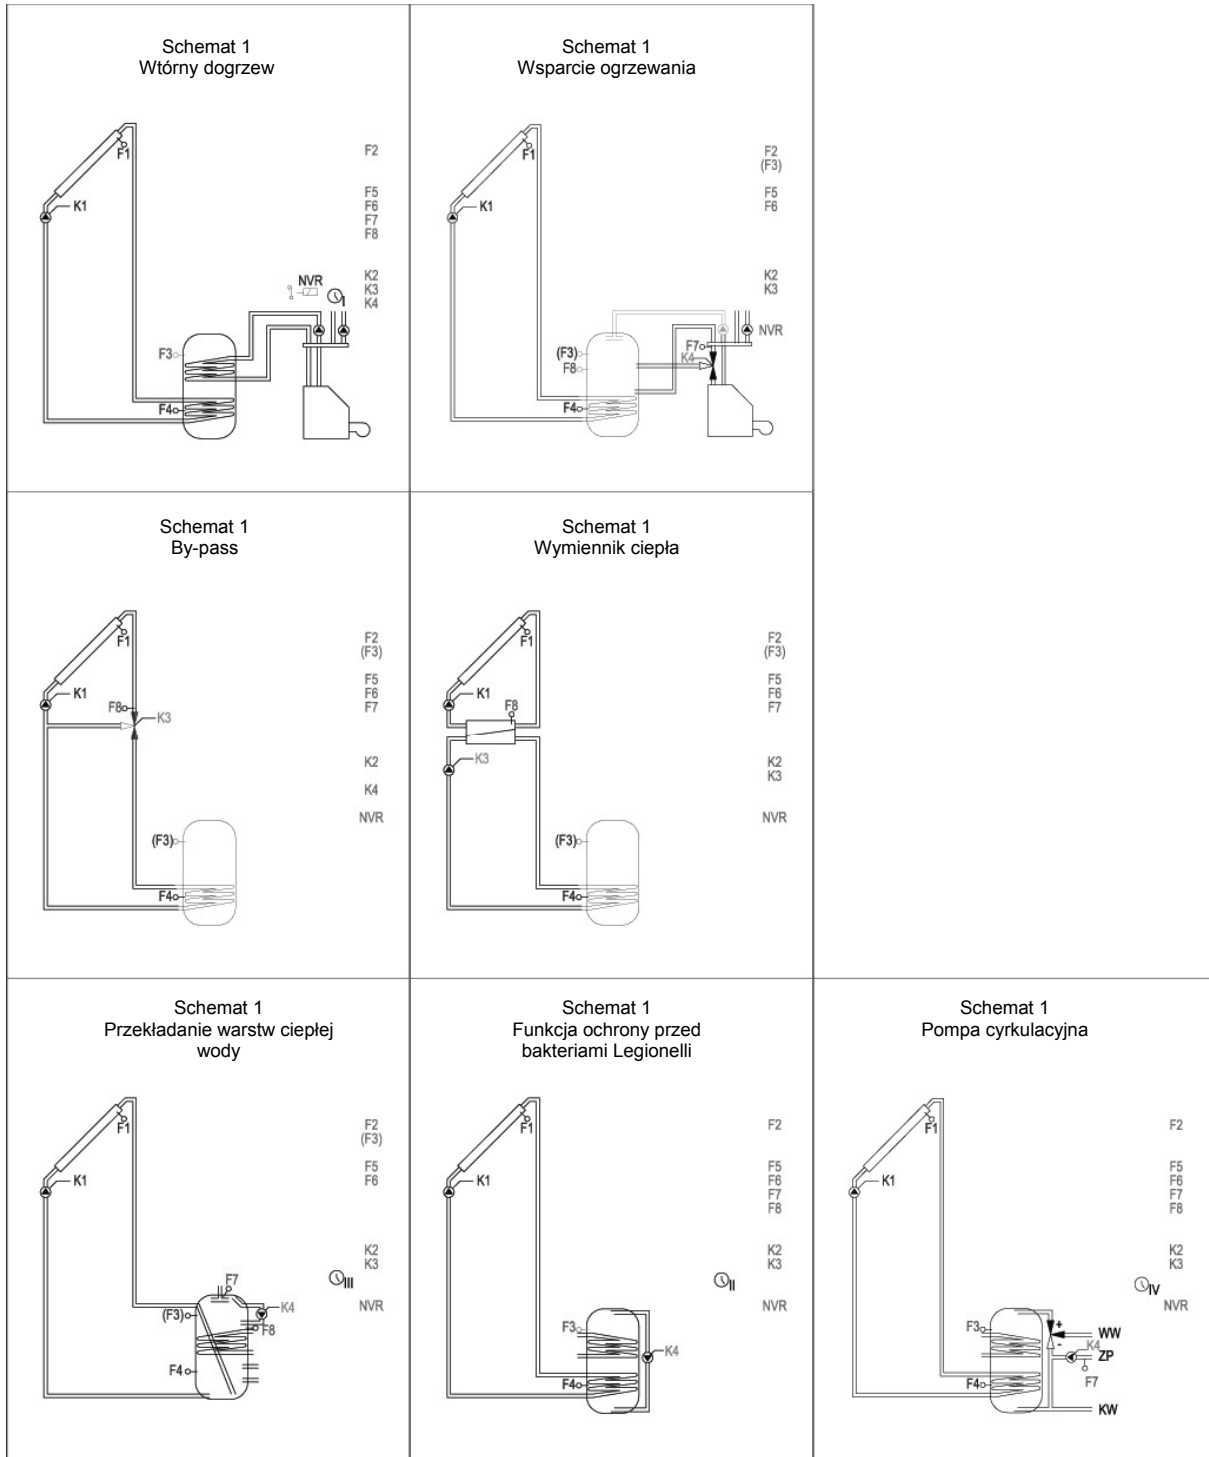 Schemat 1
Wtórny dogrzew
F1
F2
F5
F6
F7
F8
K1
K2
K3
K4
NVR
I
F3
F4
Schemat 1
Wsparcie ogrzewania
F1
F2
(F3)
F5
F6
K1
K2
K3
NVR
F7
K4
(F3)
F8
F4
Schemat 1
By-pass
F1
F2
(F3)
F5
F6
F7
K1
F8
K3
K2
K4
NVR
(F3)
F4
Schemat 1
Wymiennik ciepła
F1
F2
(F3)
F5
F6
F7
K1
F8
K3
K2
K3
NVR
(F3)
F4
Schemat 1
Przekładanie warstw ciepłej
wody
F1
F2
(F3)
F5
F6
K1
K2
K3
III
NVR
F7
(F3)
K4
F8
F4
Schemat 1
Funkcja ochrony przed
bakteriami Legionelli
F1
F2
F5
F6
F7
F8
K1
K2
K3
II
NVR
F3
K4
F4
Schemat 1
Pompa cyrkulacyjna
F1
F2
F5
F6
F7
F8
K1
K2
K3
IV
NVR
F3
+
WW
-
K4
ZP
F7
F4
KW